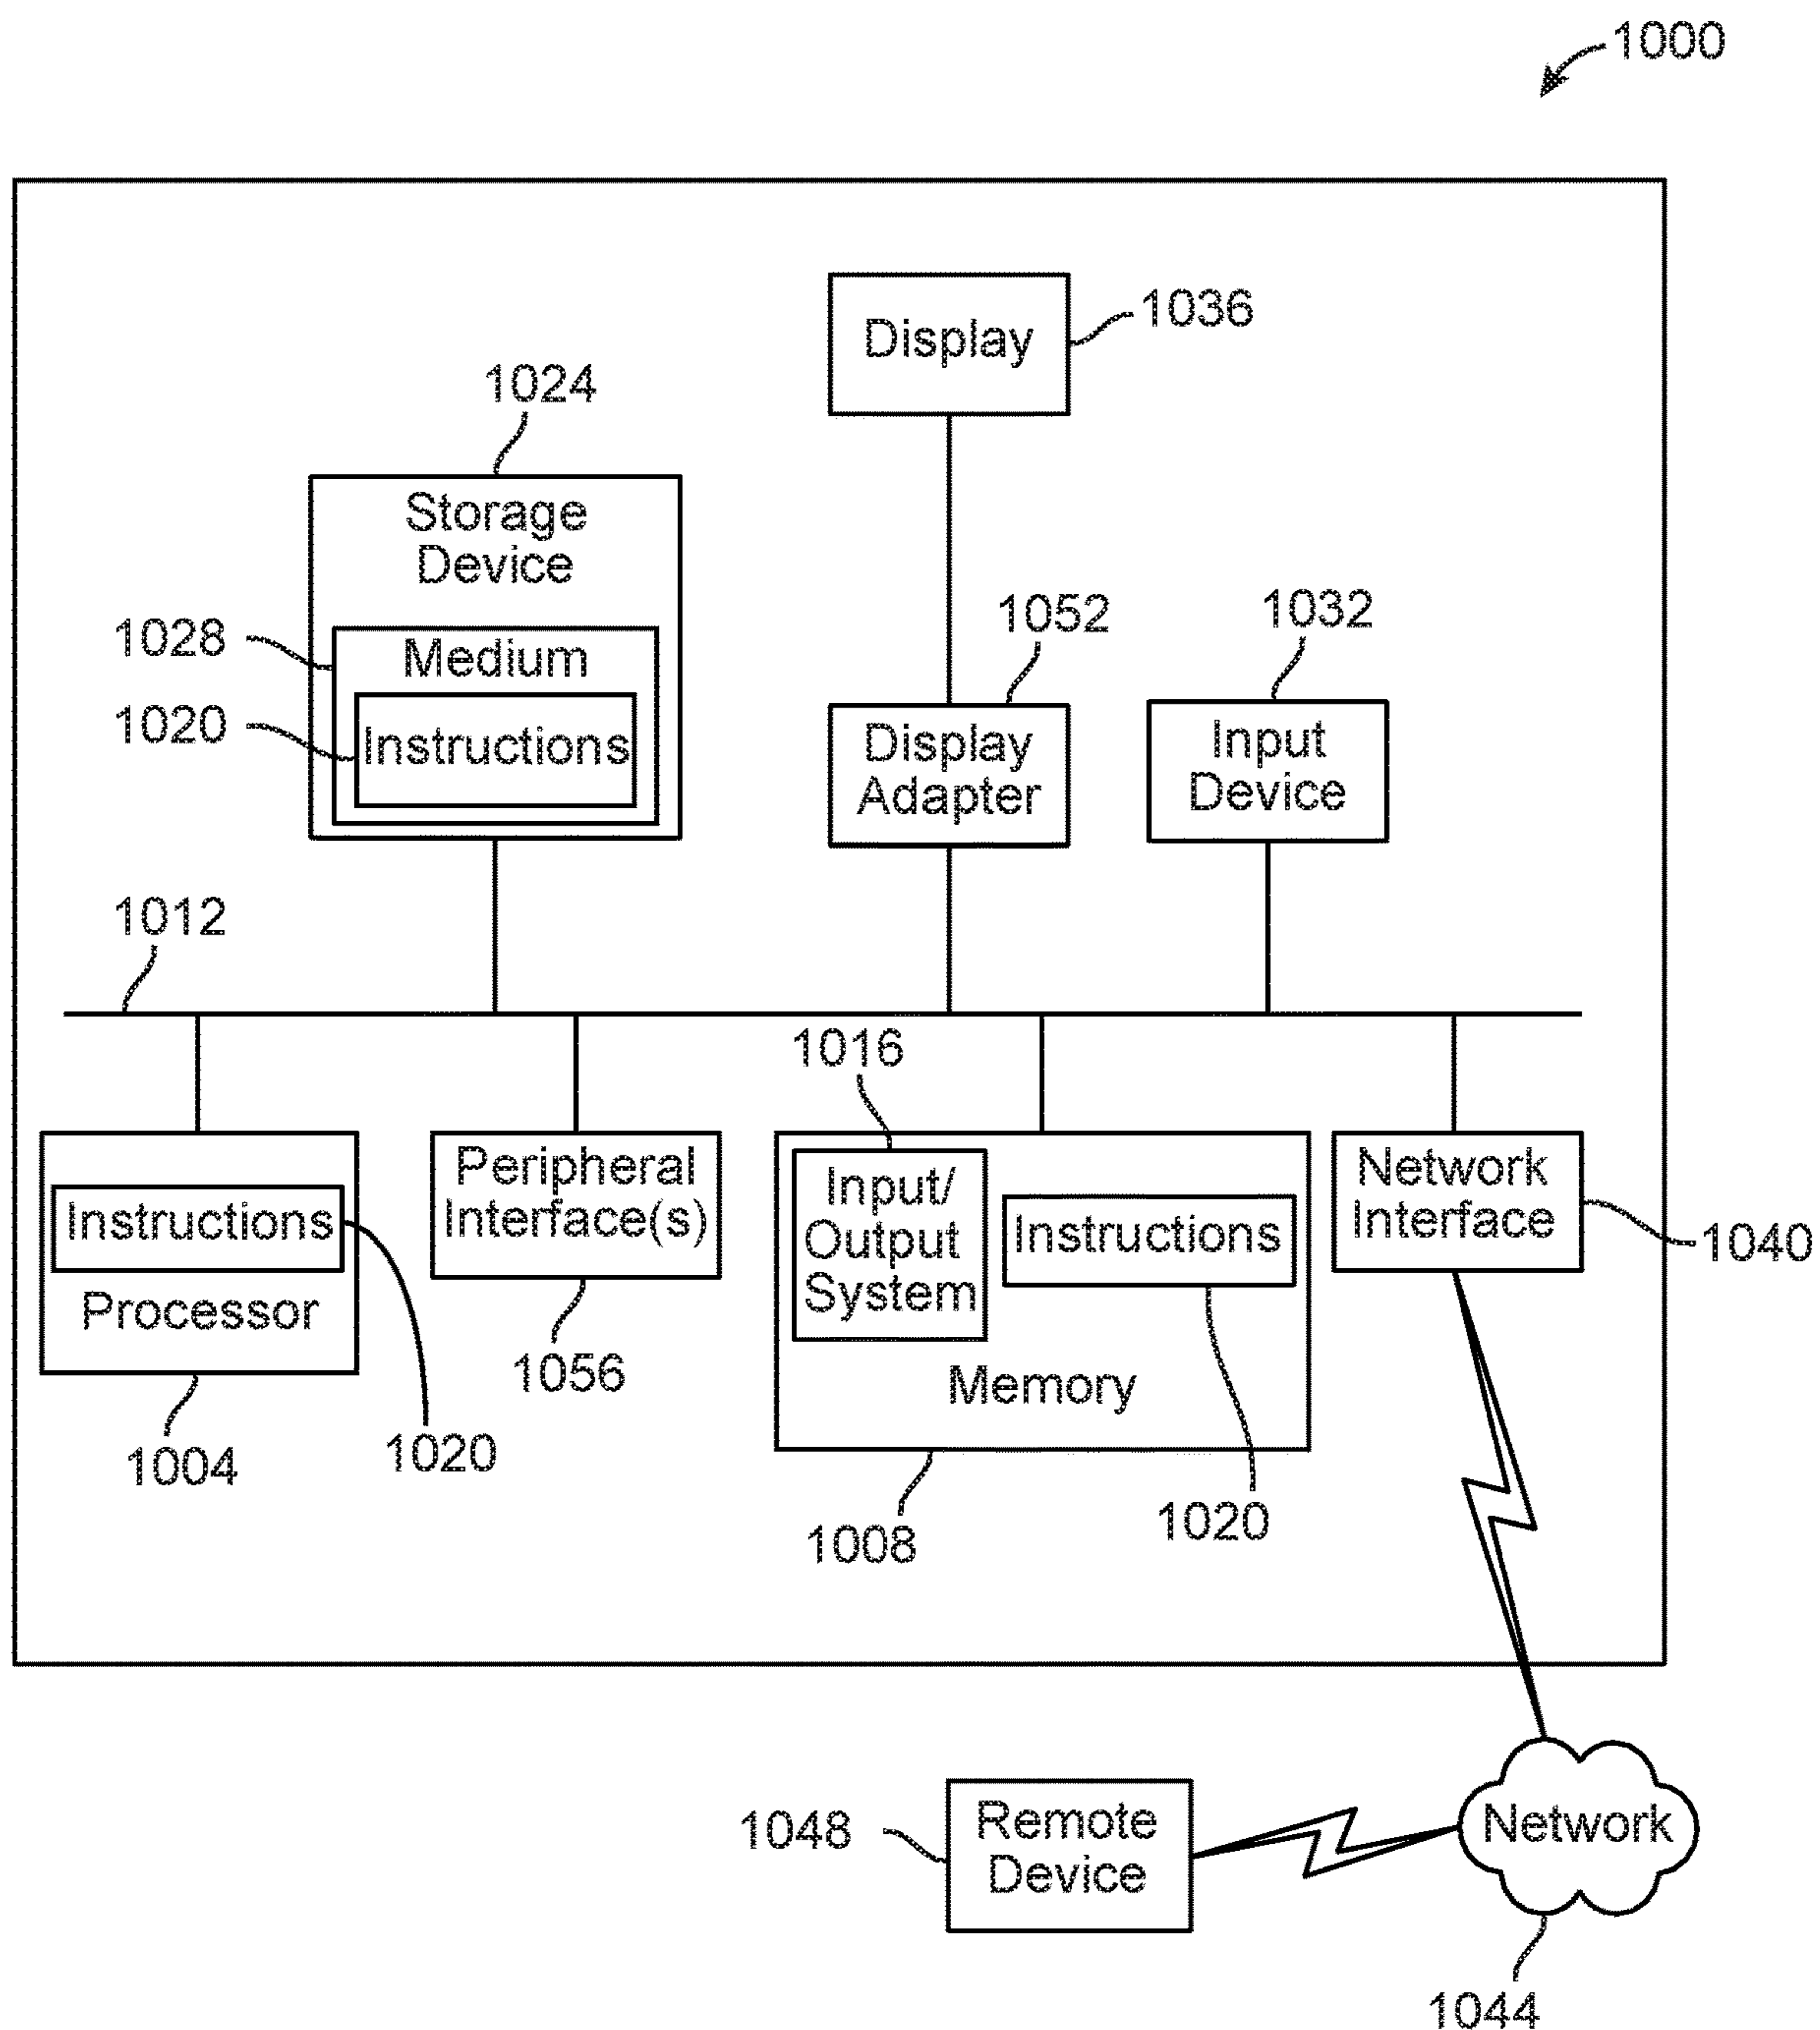 1000
Display
1036
1024
Storage
Device
1028
Medium
1020
Instructions
1052
Display
Adapter
1032
Input
Device
1012
1016
Instructions
Processor
1004
1020
Peripheral
Interface(s)
1056
Input/
Output
System
Instructions
Memory
1008
1020
Network
Interface
1040
1048
Remote
Device
Network
1044